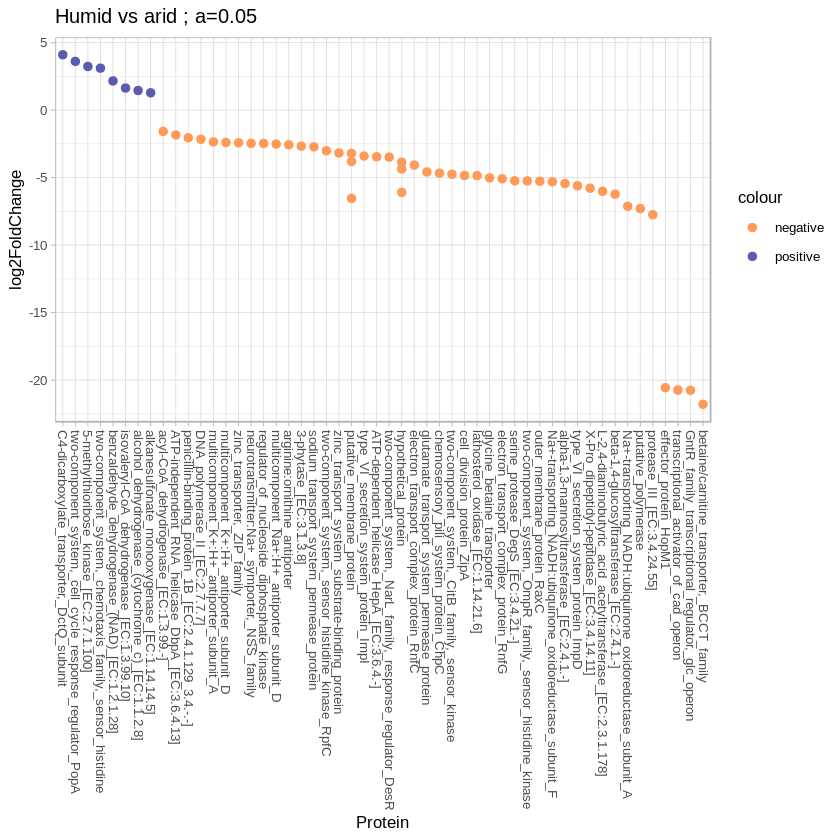 Humid vs arid ; a=0.05
5
0
-5
-10
-15
-20
log2FoldChange
colour
negative
positive
C4-dicarboxylate_transporter,_DctQ_subunit
two-component_system,_cell_cycle_response_regulator_PopA
5-methylthioribose_kinase_[EC:2.7.1.100]
two-component_system,_chemotaxis_family,_sensor_histidine
benzaldehyde_dehydrogenase_(NAD)_[EC:1.2.1.28]
isovaleryl-CoA_dehydrogenase_[EC:1.3.99.10]
alcohol_dehydrogenase_(cytochrome_c)_[EC:1.1.2.8]
alkanesulfonate_monooxygenase_[EC:1.14.14.5]
acyl-CoA_dehydrogenase_[EC:1.3.99.-]
ATP-independent_RNA_helicase_DbpA_[EC:3.6.4.13]
penicillin-binding_protein_1B_[EC:2.4.1.129_3.4.-.-]
DNA_polymerase_II_[EC:2.7.7.7]
multicomponent_K+:H+_antiporter_subunit_A
multicomponent_K+:H+_antiporter_subunit_D
zinc_transporter,_ZIP_family
neurotransmitter:Na+_symporter,_NSS_family
regulator_of_nucleoside_diphosphate_kinase
multicomponent_Na+:H+_antiporter_subunit_D
arginine:ornithine_antiporter
3-phytase_[EC:3.1.3.8]
sodium_transport_system_permease_protein
two-component_system,_sensor_histidine_kinase_RpfC
zinc_transport_system_substrate-binding_protein
putative_membrane_protein
type_VI_secretion_system_protein_ImpI
ATP-dependent_helicase_HepA_[EC:3.6.4.-]
two-component_system,_NarL_family,_response_regulator_DesR
hypothetical_protein
electron_transport_complex_protein_RnfC
glutamate_transport_system_permease_protein
chemosensory_pili_system_protein_ChpC
two-component_system,_CitB_family,_sensor_kinase
cell_division_protein_ZipA
lathosterol_oxidase_[EC:1.14.21.6]
glycine_betaine_transporter
electron_transport_complex_protein_RnfG
serine_protease_DegS_[EC:3.4.21.-]
two-component_system,_OmpR_family,_sensor_histidine_kinase
outer_membrane_protein_RaxC
Na+-transporting_NADH:ubiquinone_oxidoreductase_subunit_F
alpha-1,3-mannosyltransferase_[EC:2.4.1.-]
type_VI_secretion_system_protein_ImpD
X-Pro_dipeptidyl-peptidase_[EC:3.4.14.11]
L-2,4-diaminobutyric_acid_acetyltransferase_[EC:2.3.1.178]
beta-1,4-glucosyltransferase_[EC:2.4.1.-]
Na+-transporting_NADH:ubiquinone_oxidoreductase_subunit_A
putative_polymerase
protease_III_[EC:3.4.24.55]
effector_protein_HopM1
transcriptional_activator_of_cad_operon
GntR_family_transcriptional_regulator,_glc_operon
betaine/carnitine_transporter,_BCCT_family
Protein